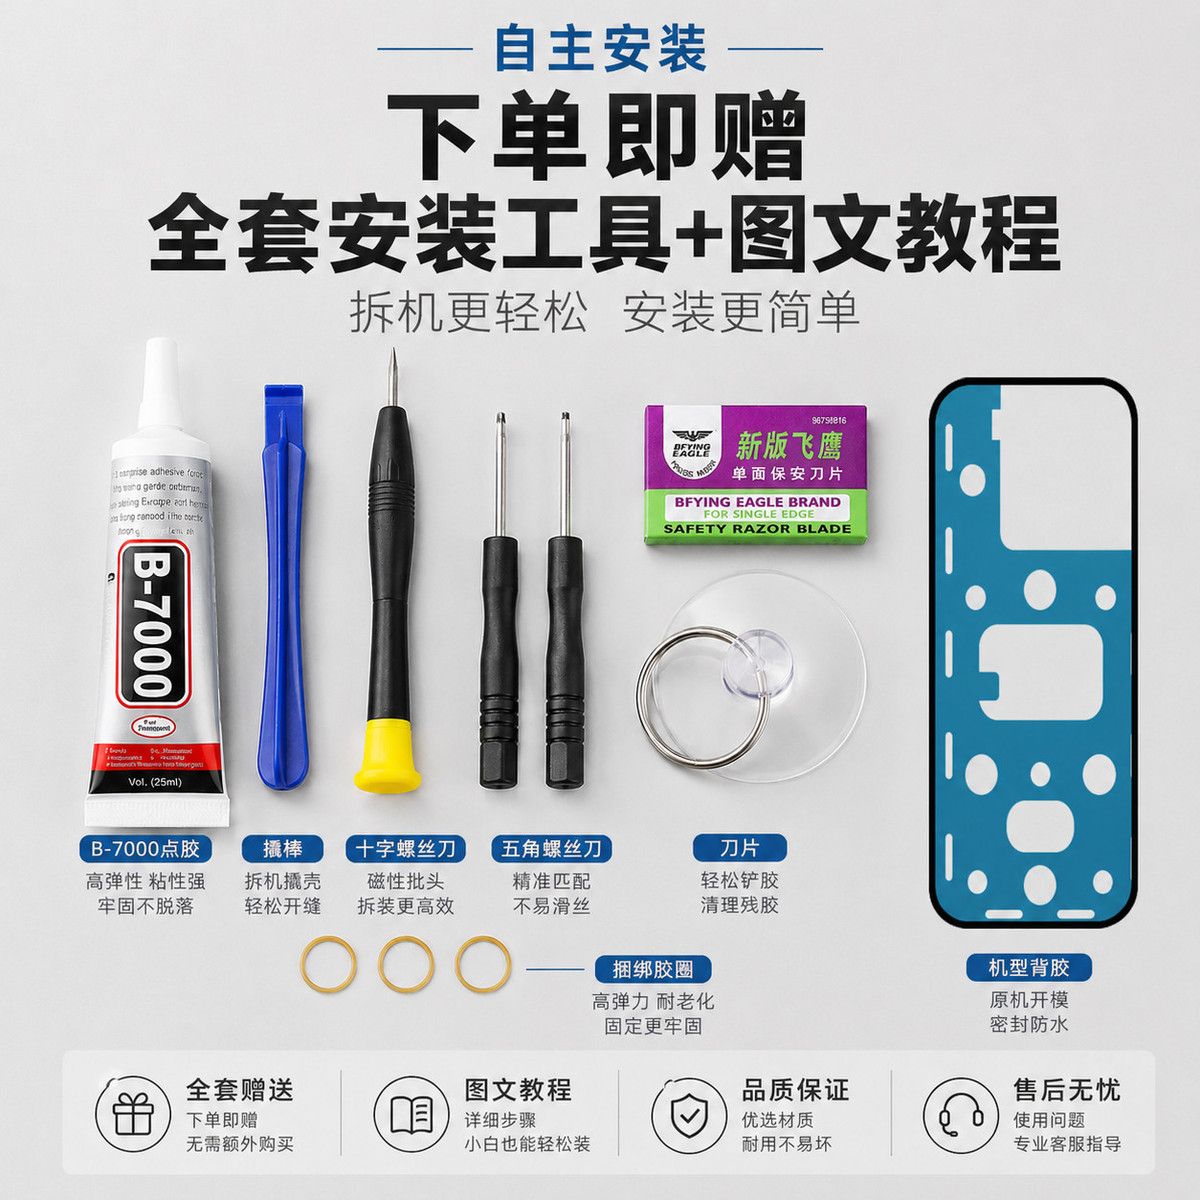 自主安装
下单即赠
全套安装工具+图文教程
拆机更轻松 安装更简单
B-7000
Vol. (25ml)
96798816
BFYING
EAGLE
新版飞鹰
单面保安刀片
BFYING EAGLE BRAND
FOR SINGLE EDGE
SAFETY RAZOR BLADE
B-7000点胶
高弹性 粘性强
牢固不脱落
撬棒
拆机撬壳
轻松开缝
十字螺丝刀
磁性批头
拆装更高效
五角螺丝刀
精准匹配
不易滑丝
刀片
轻松铲胶
清理残胶
捆绑胶圈
高弹力 耐老化
固定更牢固
机型背胶
原机开模
密封防水
全套赠送
下单即赠
无需额外购买
图文教程
详细步骤
小白也能轻松装
品质保证
优选材质
耐用不易坏
售后无忧
使用问题
专业客服指导